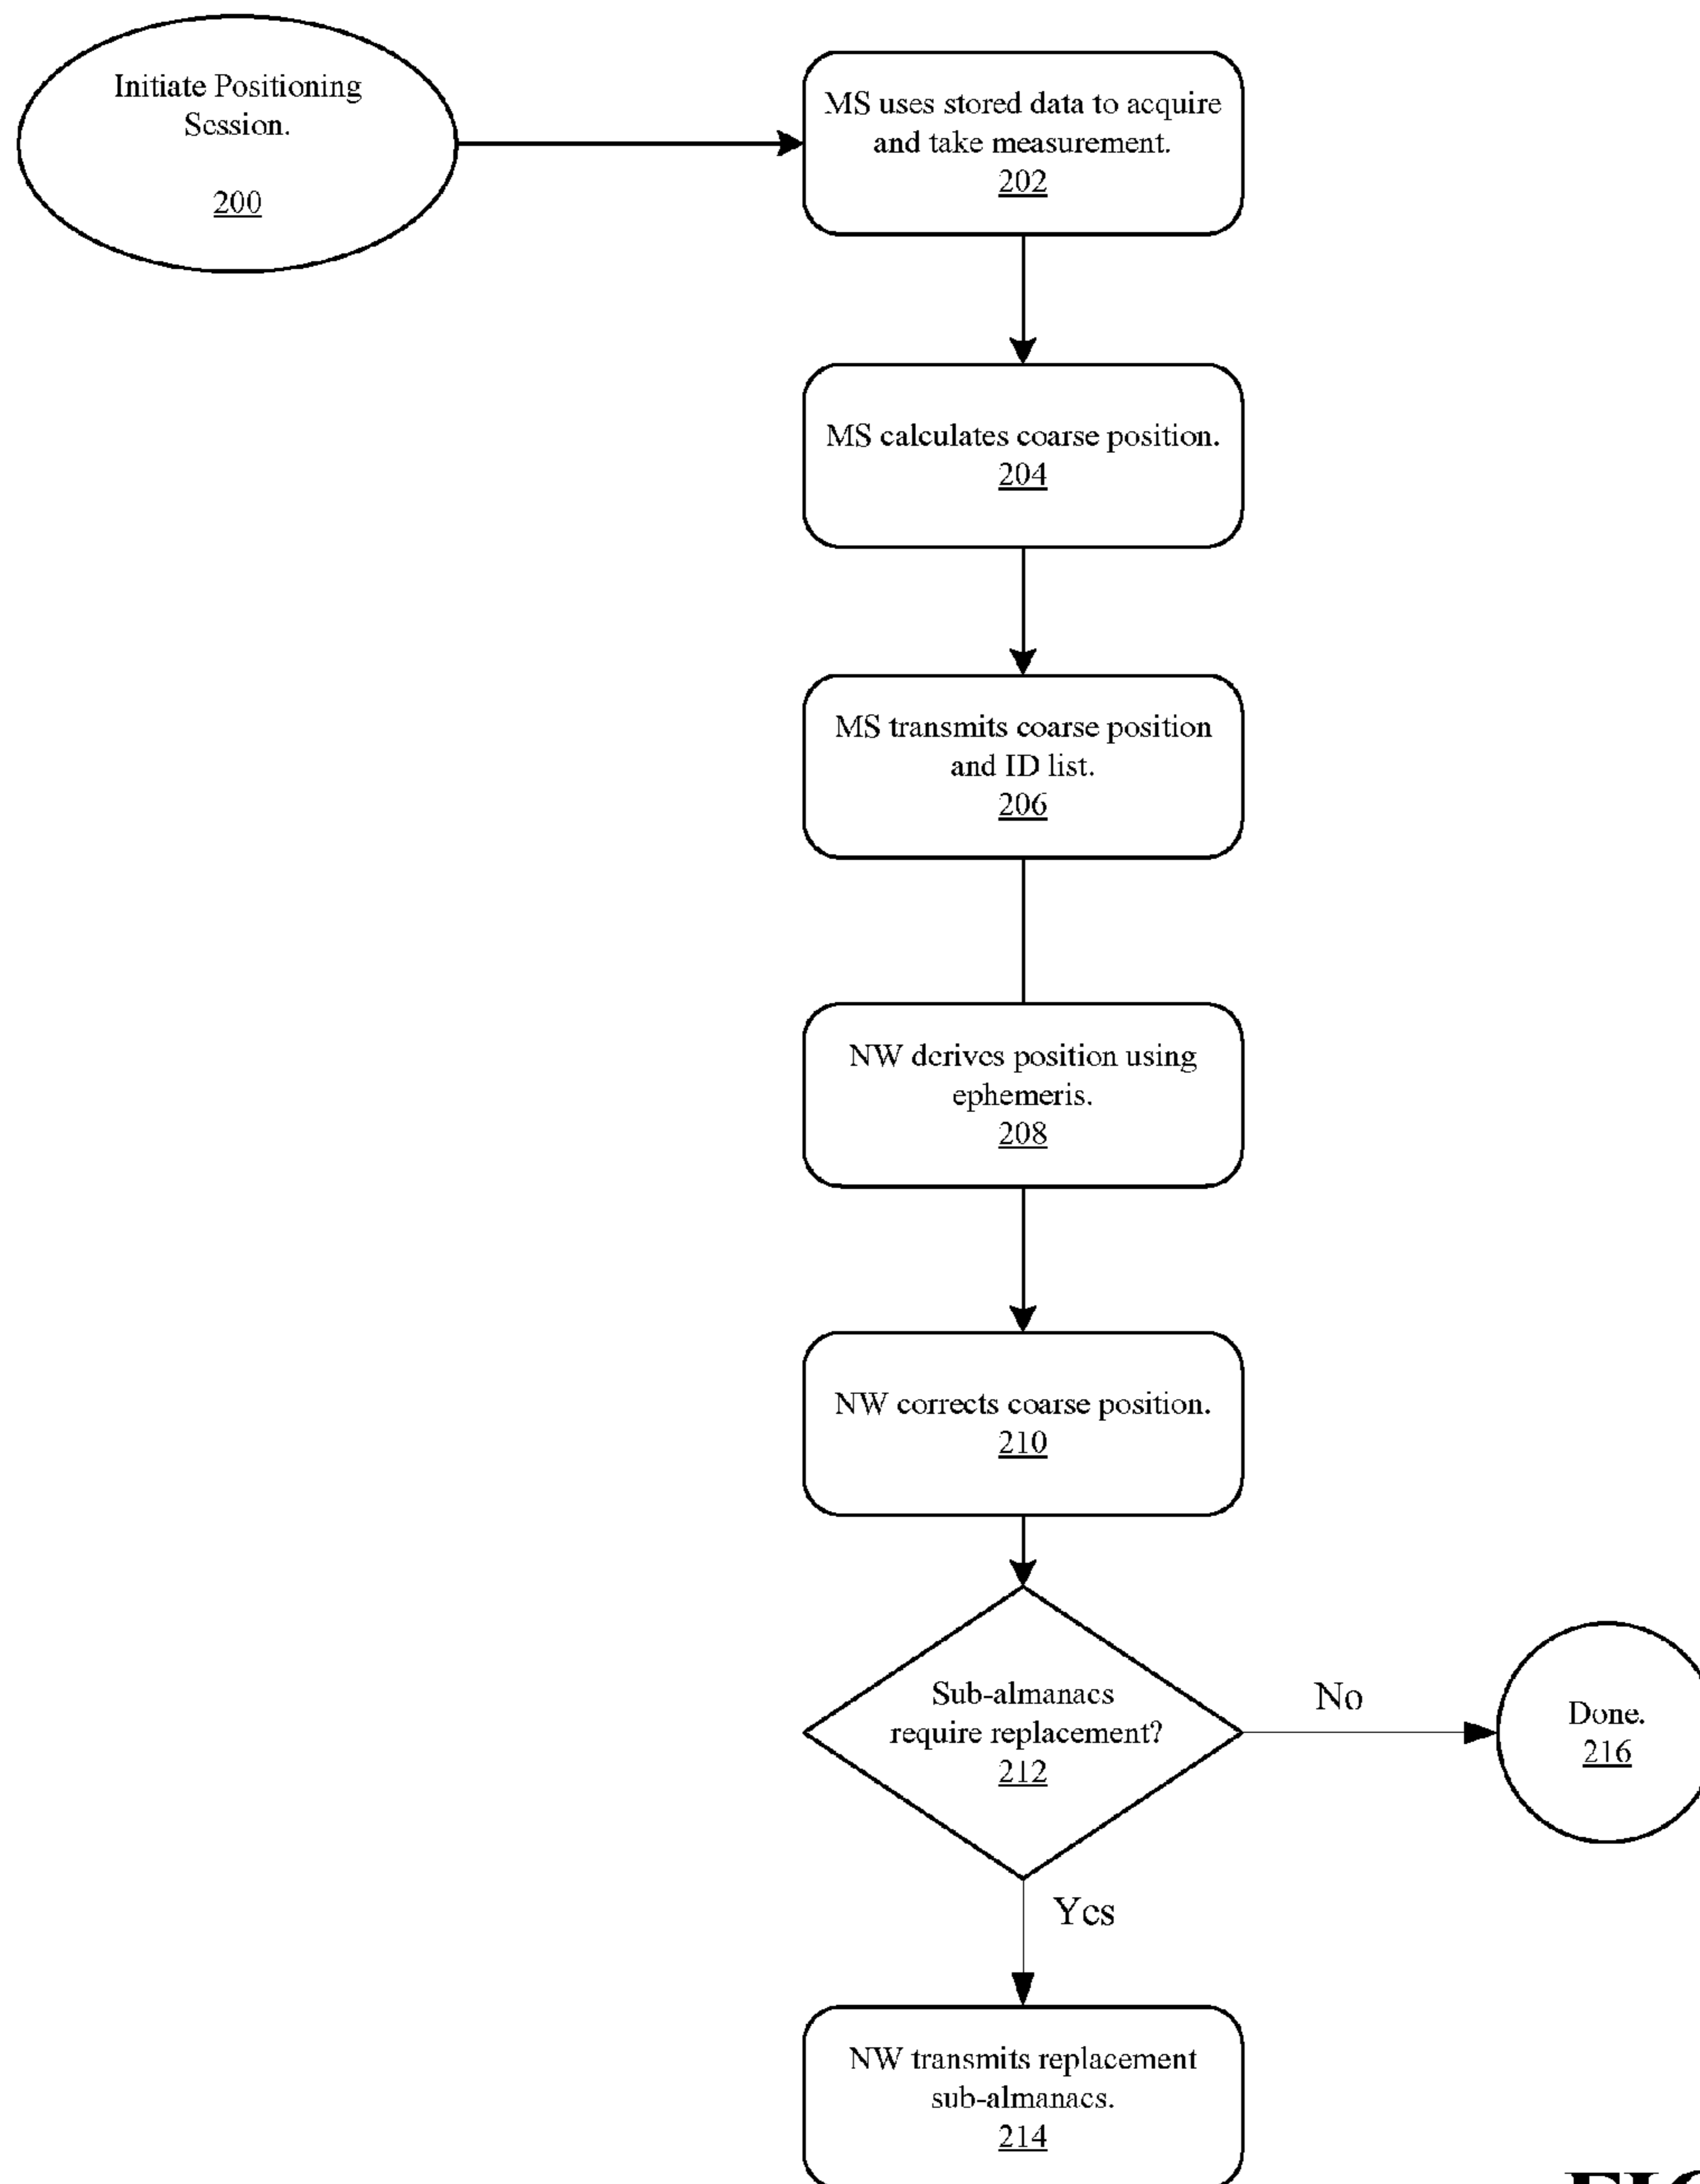 Initiate Positioning
Session.
200
MS uses stored data to acquire
and take measurement.
202
MS calculates coarse position.
204
MS transmits coarse position
and ID list.
206
NW derives position using
ephemeris.
208
NW corrects coarse position.
210
Sub-almanacs
require replacement?
212
No
Done.
216
Yes
NW transmits replacement
sub-almanacs.
214